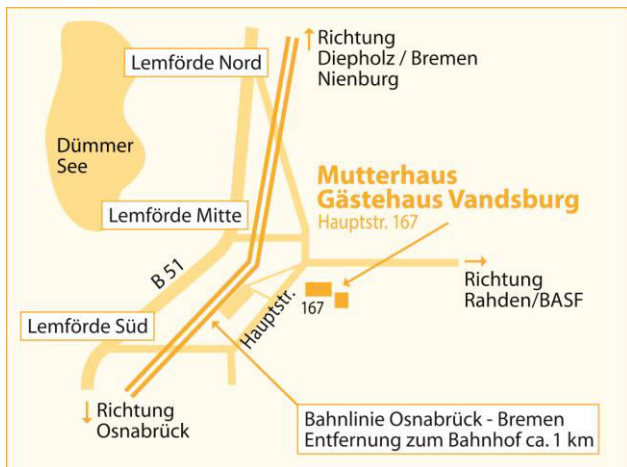 Lemförde Nord
Richtung
Diepholz / Bremen
Nienburg
Dümmer
See
Mutterhaus
Gästehaus Vandsburg
Hauptstr. 167
Lemförde Mitte
B 51
Richtung
Rahden/BASF
167
Hauptstr.
Lemförde Süd
Richtung
Osnabrück
Bahnlinie Osnabrück - Bremen
Entfernung zum Bahnhof ca. 1 km